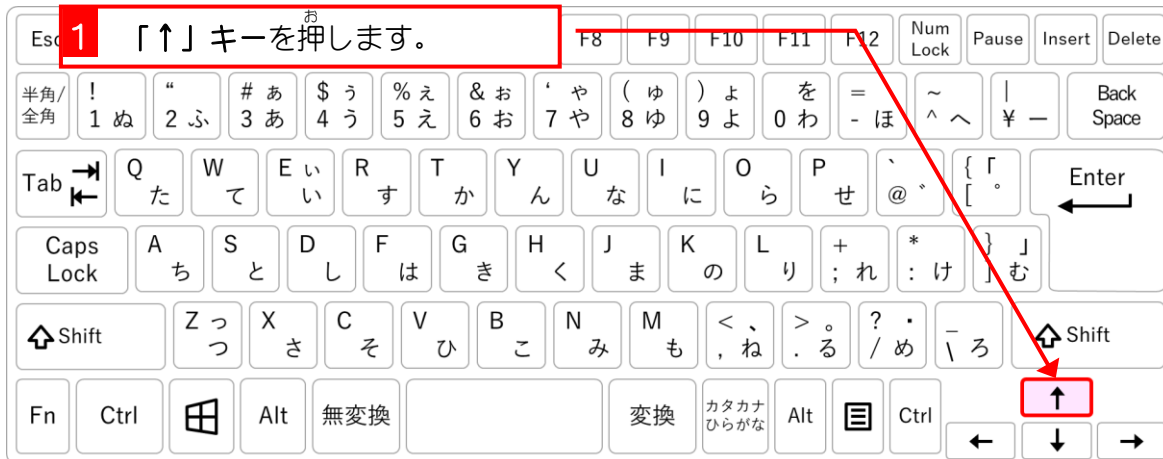 お
1 「↑」キーを押します。
Esc F8 F9 F10 F11 F12 Num Lock Pause Insert Delete
半角/全角 ! 1 ぬ “ 2 ふ # ぁ 3 あ $ ぅ 4 う % ぇ 5 え & ぉ 6 お ‘ ゃ 7 や ( ゅ 8 ゆ ) ょ 9 よ を 0 わ = - ほ ~ ^ へ | ¥ ー Back Space
Tab Q た W て E ぃ い R す T か Y ん U な I に O ら P せ ` @ ゛ { 「 [ ゜ Enter
Caps Lock A ち S と D し F は G き H く J ま K の L り + ; れ * : け } 」 ] む
Shift Z っ つ X さ C そ V ひ B こ N み M も < 、 , ね > 。 . る ? ・ / め _ \ ろ Shift
Fn Ctrl Alt 無変換 変換 カタカナ ひらがな Alt Ctrl ↑
← ↓ →